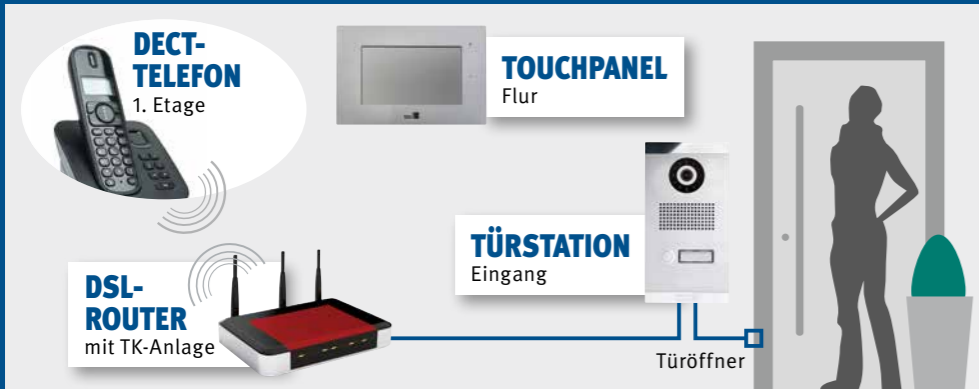 DECT-
TELEFON
1. Etage
TOUCHPANEL
Flur
TÜRSTATION
Eingang
DSL-
ROUTER
mit TK-Anlage
Türöffner